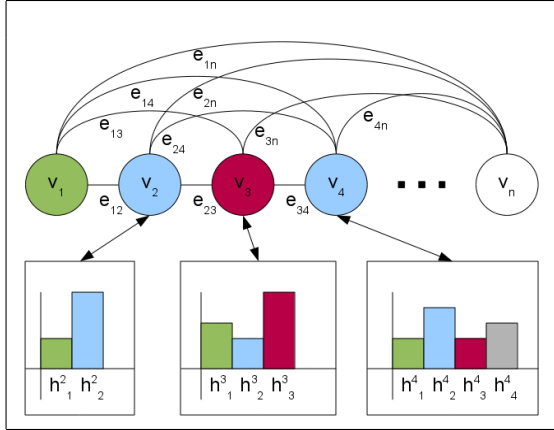 e₁ₙ
e₁₄ e₂ₙ
e₁₃ e₂₄ e₃ₙ e₄ₙ
v₁ v₂ v₃ v₄ ... vₙ
e₁₂ e₂₃ e₃₄
h²₁ h²₂ h³₁ h³₂ h³₃ h⁴₁ h⁴₂ h⁴₃ h⁴₄